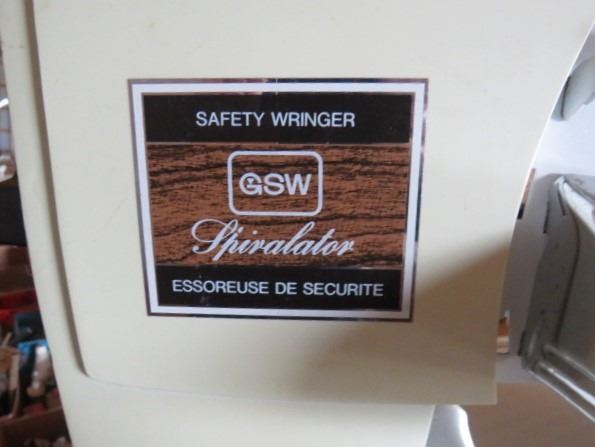 SAFETY WRINGER
GSW
Spiralator
ESSOREUSE DE SECURITE